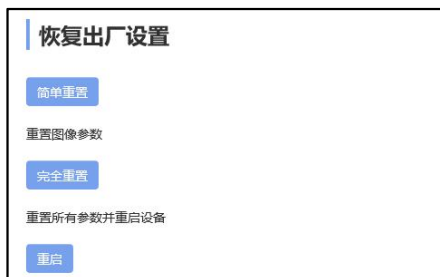 恢复出厂设置
简单重置
重置图像参数
完全重置
重置所有参数并重启设备
重启